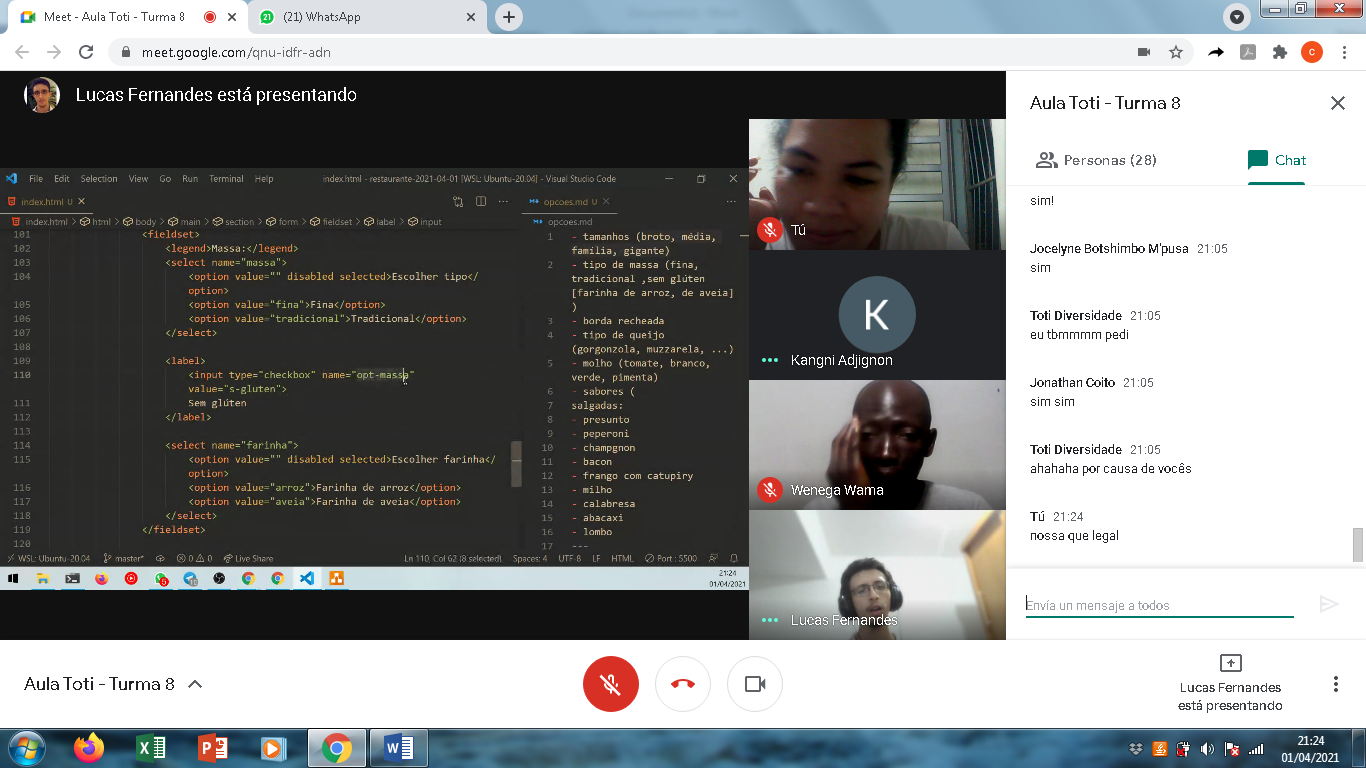 Meet - Aula Toti - Turma 8
(21) WhatsApp
meet.google.com/qnu-idfr-adn
Lucas Fernandes está presentando
File Edit Selection View Go Run Terminal Help
index.html - restaurante-2021-04-01 [WSL: Ubuntu-20.04] - Visual Studio Code
index.html U
index.html > html > body > main > section > form > fieldset > label > input
101 <fieldset>
102 <legend>Massa:</legend>
103 <select name="massa">
104 <option value="" disabled selected>Escolher tipo</
option>
105 <option value="fina">Fina</option>
106 <option value="tradicional">Tradicional</option>
107 </select>
108
109 <label>
110 <input type="checkbox" name="opt-massa"
value="s-gluten">
111 Sem glúten
112 </label>
113
114 <select name="farinha">
115 <option value="" disabled selected>Escolher farinha</
option>
116 <option value="arroz">Farinha de arroz</option>
117 <option value="aveia">Farinha de aveia</option>
118 </select>
119 </fieldset>
120
opcoes.md U
opcoes.md
1 - tamanhos (broto, média,
família, gigante)
2 - tipo de massa (fina,
tradicional ,sem glúten
[farinha de arroz, de aveia]
)
3 - borda recheada
4 - tipo de queijo
(gorgonzola, muzzarela, ...)
5 - molho (tomate, branco,
verde, pimenta)
6 - sabores (
7 salgadas:
8 - presunto
9 - peperoni
10 - champgnon
11 - bacon
12 - frango com catupiry
13 - milho
14 - calabresa
15 - abacaxi
16 - lombo
17 ---
WSL: Ubuntu-20.04 master* 0 0 Live Share Ln 110, Col 62 (8 selected) Spaces: 4 UTF-8 LF HTML Port : 5500
21:24
01/04/2021
Tú
K
Kangni Adjignon
Wenega Wama
Lucas Fernandes
Aula Toti - Turma 8
Personas (28)
Chat
sim!
Jocelyne Botshimbo M'pusa 21:05
sim
Toti Diversidade 21:05
eu tbmmmm pedi
Jonathan Coito 21:05
sim sim
Toti Diversidade 21:05
ahahaha por causa de vocês
Tú 21:24
nossa que legal
Envía un mensaje a todos
Aula Toti - Turma 8
Lucas Fernandes
está presentando
21:24
01/04/2021